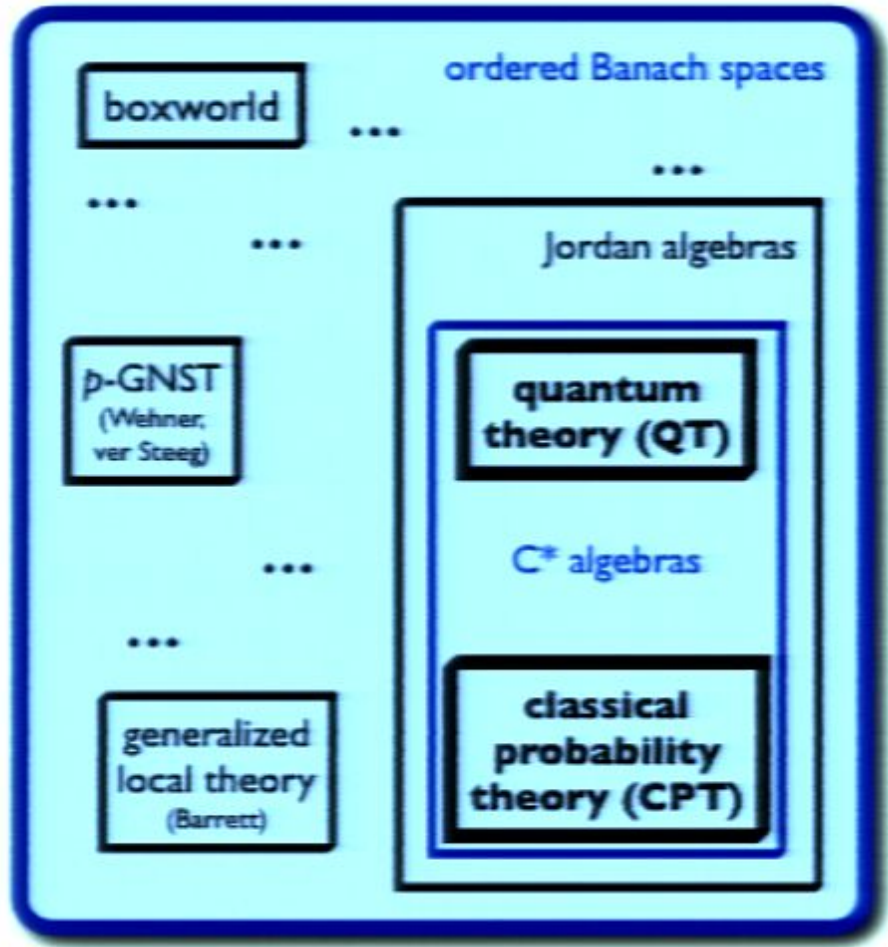 ordered Banach spaces
boxworld
...
...
...
...
Jordan algebras
p-GNST
(Wehner,
ver Steeg)
quantum
theory (QT)
C* algebras
...
...
generalized
local theory
(Barrett)
classical
probability
theory (CPT)